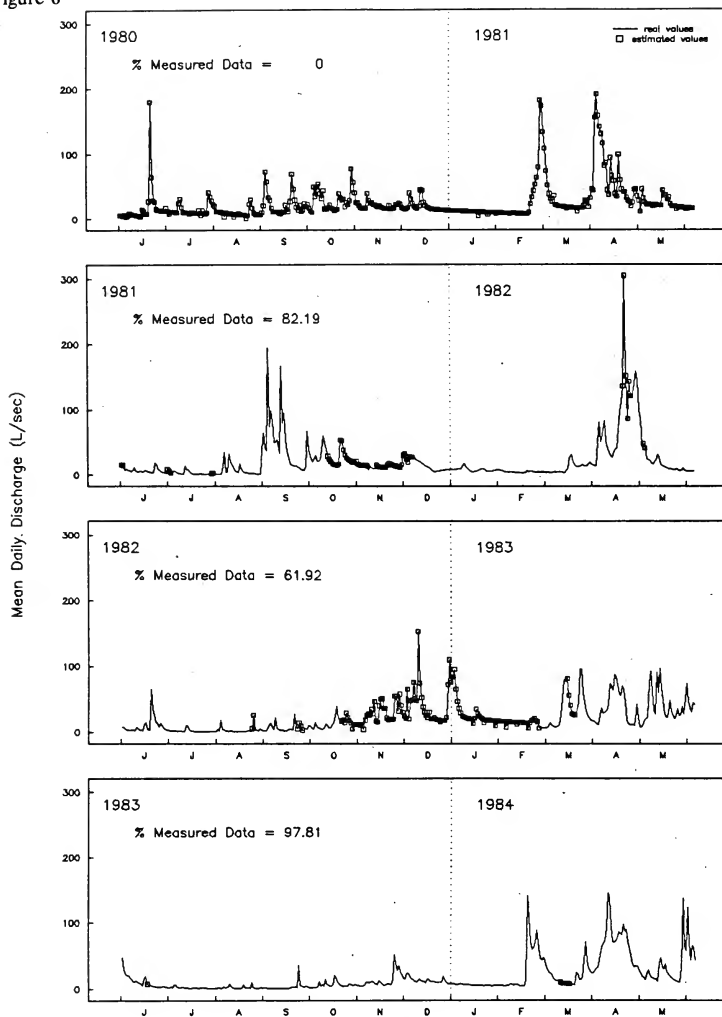 Figure 6
1980
1981
real values
estimated values
% Measured Data = 0
300
200
100
0
J J A S O N D J F M A M
1981
1982
% Measured Data = 82.19
300
200
100
0
J J A S O N D J F M A M
Mean Daily. Discharge (L/sec)
1982
1983
% Measured Data = 61.92
300
200
100
0
J J A S O N D J F M A M
1983
1984
% Measured Data = 97.81
300
200
100
0
J J A S O N D J F M A M